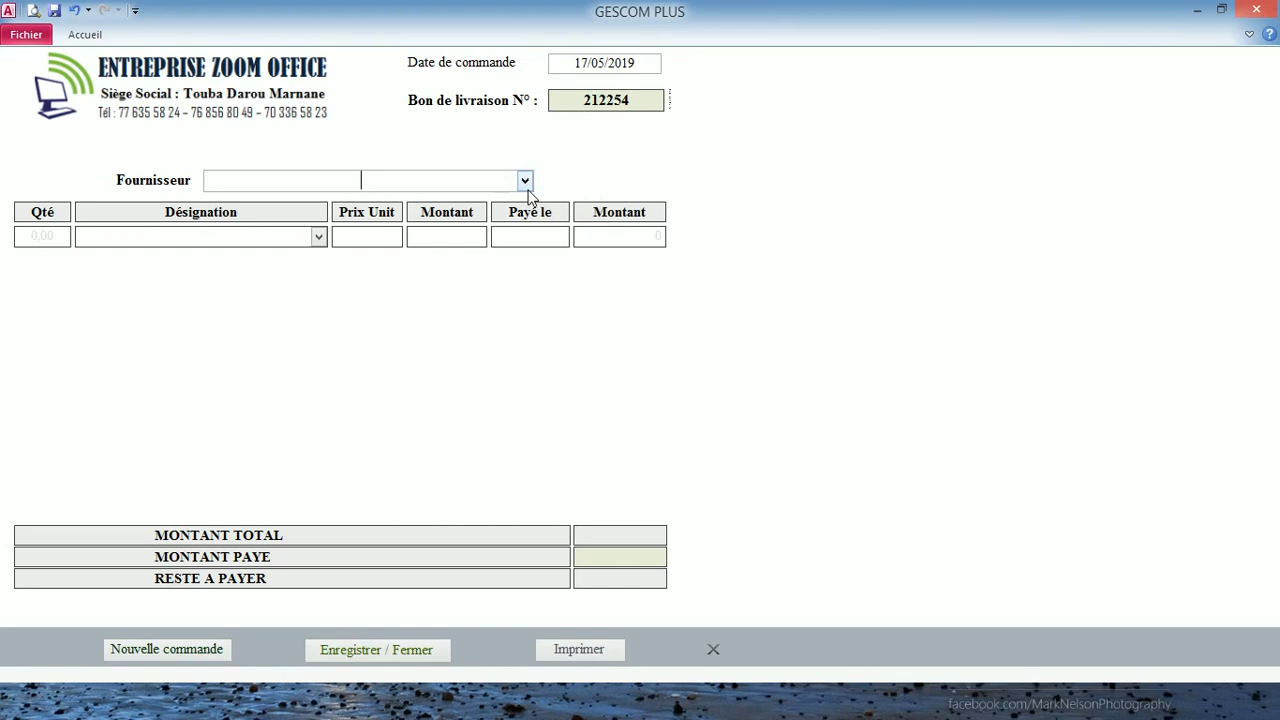 GESCOM PLUS
Fichier Accueil
ENTREPRISE ZOOM OFFICE
Siège Social : Touba Darou Marnane
Tél : 77 635 58 24 – 76 856 80 49 – 70 336 58 23
Date de commande 17/05/2019
Bon de livraison N° : 212254
Fournisseur
Qté Désignation Prix Unit Montant Payé le Montant
0,00 0
MONTANT TOTAL
MONTANT PAYE
RESTE A PAYER
Nouvelle commande Enregistrer / Fermer Imprimer
facebook.com/MarkNelsonPhotography